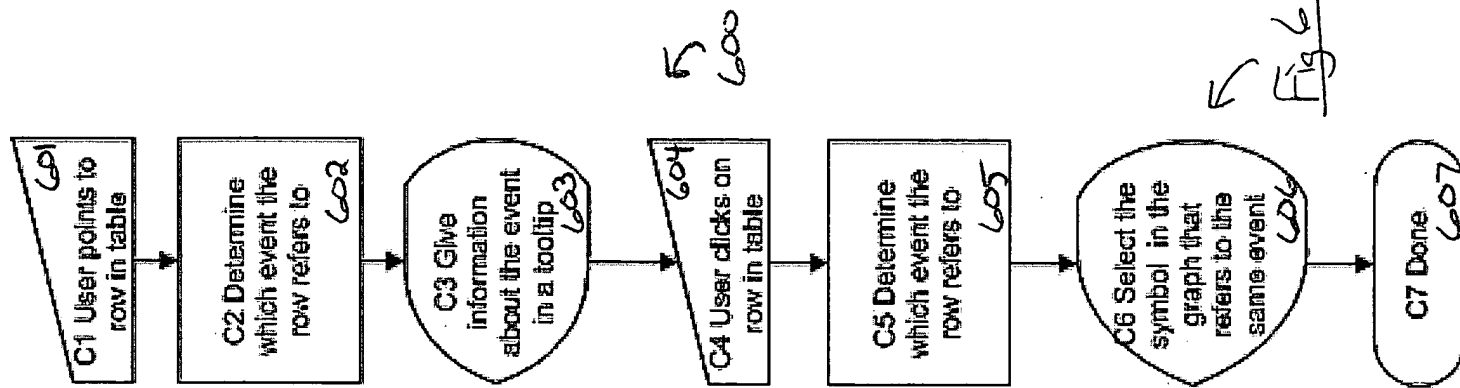 C1 User points to
row in table
601
C2 Determine
which event the
row refers to
602
C3 Give
information
about the event
in a tooltip
603
600
C4 User clicks on
row in table
604
C5 Determine
which event the
row refers to
605
C6 Select the
symbol in the
graph that
refers to the
same event
606
C7 Done
607
Fig 6